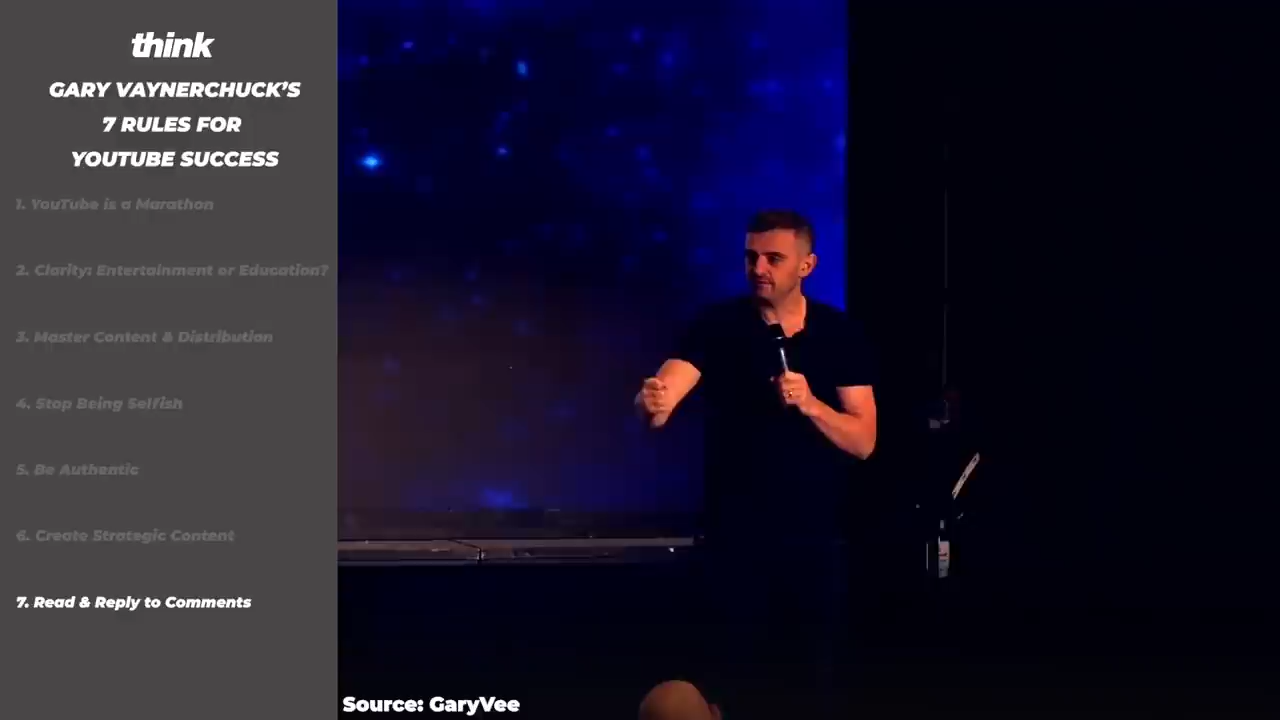 think
GARY VAYNERCHUCK'S
7 RULES FOR
YOUTUBE SUCCESS
1. YouTube is a Marathon
2. Clarity: Entertainment or Education?
3. Master Content & Distribution
4. Stop Being Selfish
5. Be Authentic
6. Create Strategic Content
7. Read & Reply to Comments
Source: GaryVee